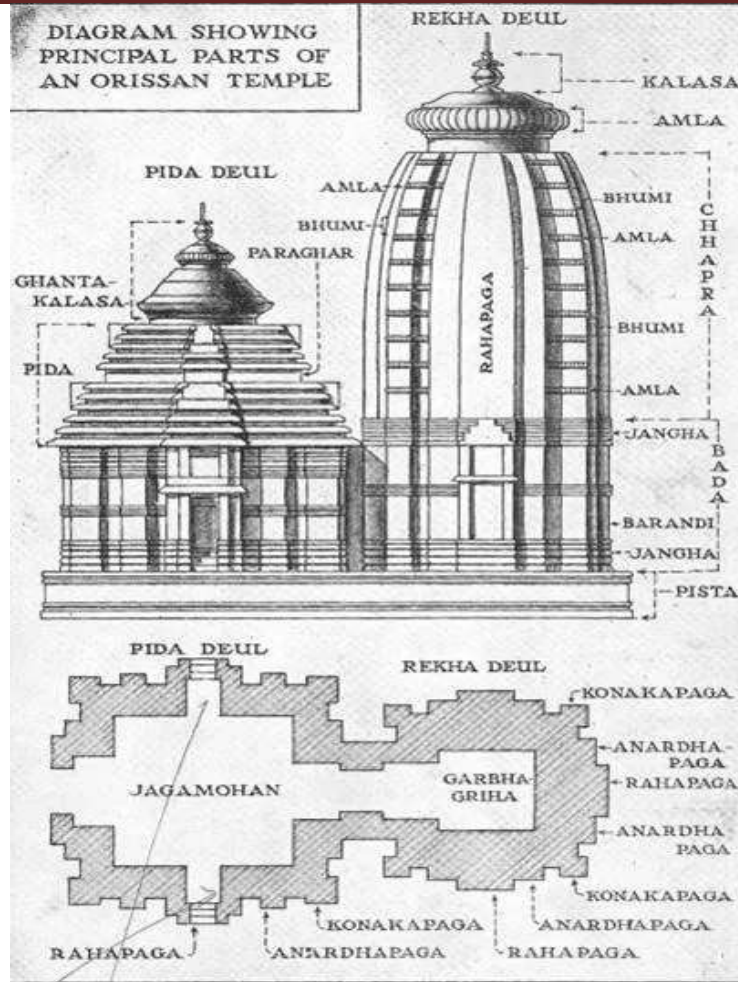 DIAGRAM SHOWING
PRINCIPAL PARTS OF
AN ORISSAN TEMPLE
REKHA DEUL
KALASA
AMLA
PIDA DEUL
AMLA
BHUMI
BHUMI
PARAGHAR
AMLA
CHHAPRA
GHANTA-
KALASA
RAHAPAGA
BHUMI
PIDA
AMLA
JANGHA
BADA
BARANDI
JANGHA
PISTA
PIDA DEUL
REKHA DEUL
KONAKAPAGA
ANARDHA-
PAGA
JAGAMOHAN
GARBHA-
GRIHA
RAHAPAGA
ANARDHA
PAGA
KONAKAPAGA
KONAKAPAGA
ANARDHAPAGA
RAHAPAGA
ANARDHAPAGA
RAHAPAGA